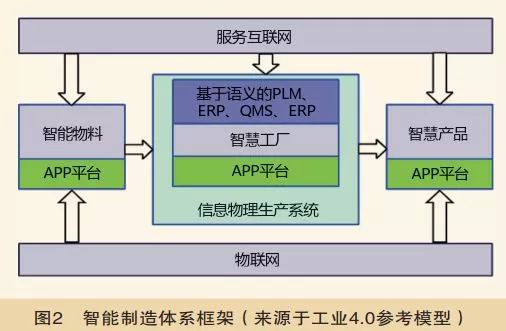 服务互联网
智能物料
APP平台
基于语义的PLM、
ERP、QMS、ERP
智慧工厂
APP平台
信息物理生产系统
智慧产品
APP平台
物联网
图2 智能制造体系框架（来源于工业4.0参考模型）